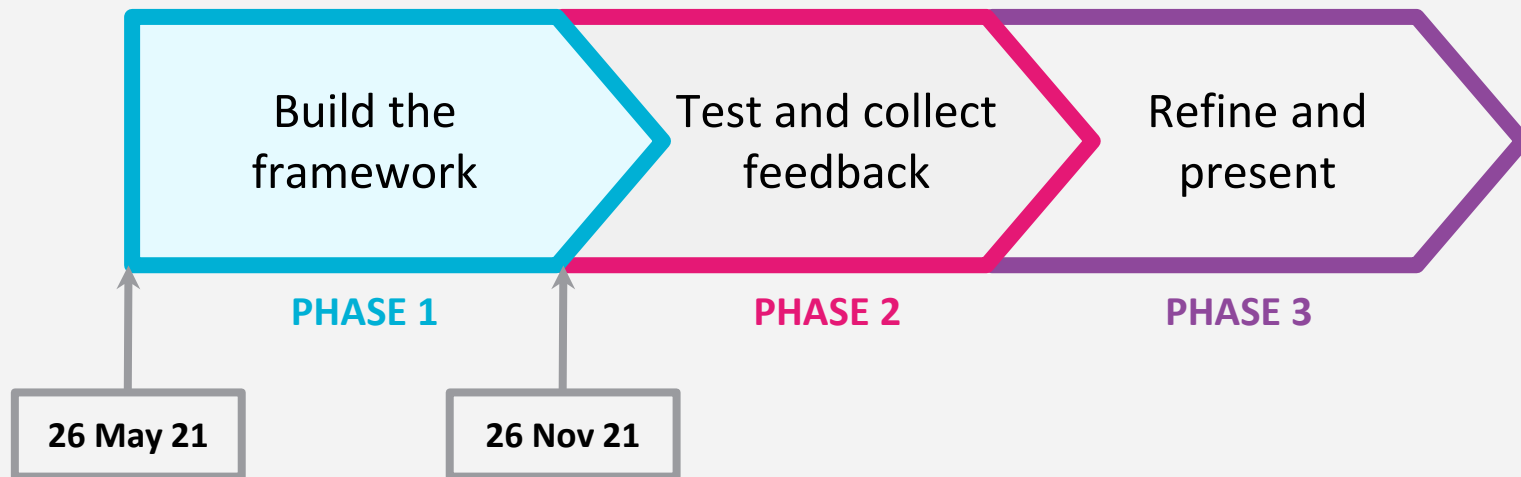 Build the
framework
Test and collect
feedback
Refine and
present
PHASE 1
PHASE 2
PHASE 3
26 May 21
26 Nov 21